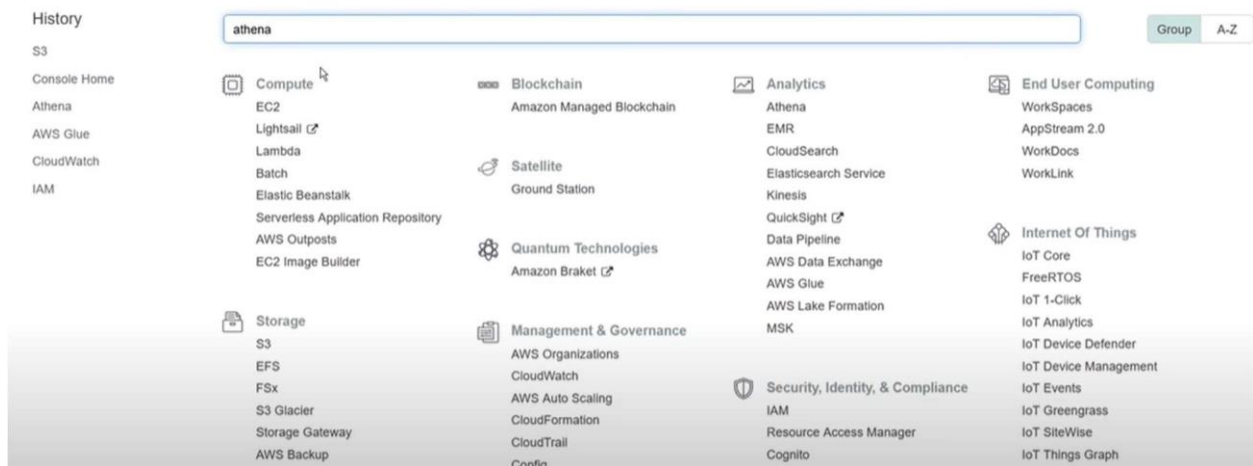 History
S3
Console Home
Athena
AWS Glue
CloudWatch
IAM
athena
Group
A-Z
Compute
EC2
Lightsail
Lambda
Batch
Elastic Beanstalk
Serverless Application Repository
AWS Outposts
EC2 Image Builder
Storage
S3
EFS
FSx
S3 Glacier
Storage Gateway
AWS Backup
Blockchain
Amazon Managed Blockchain
Satellite
Ground Station
Quantum Technologies
Amazon Braket
Management & Governance
AWS Organizations
CloudWatch
AWS Auto Scaling
CloudFormation
CloudTrail
Config
Analytics
Athena
EMR
CloudSearch
Elasticsearch Service
Kinesis
QuickSight
Data Pipeline
AWS Data Exchange
AWS Glue
AWS Lake Formation
MSK
Security, Identity, & Compliance
IAM
Resource Access Manager
Cognito
End User Computing
WorkSpaces
AppStream 2.0
WorkDocs
WorkLink
Internet Of Things
IoT Core
FreeRTOS
IoT 1-Click
IoT Analytics
IoT Device Defender
IoT Device Management
IoT Events
IoT Greengrass
IoT SiteWise
IoT Things Graph